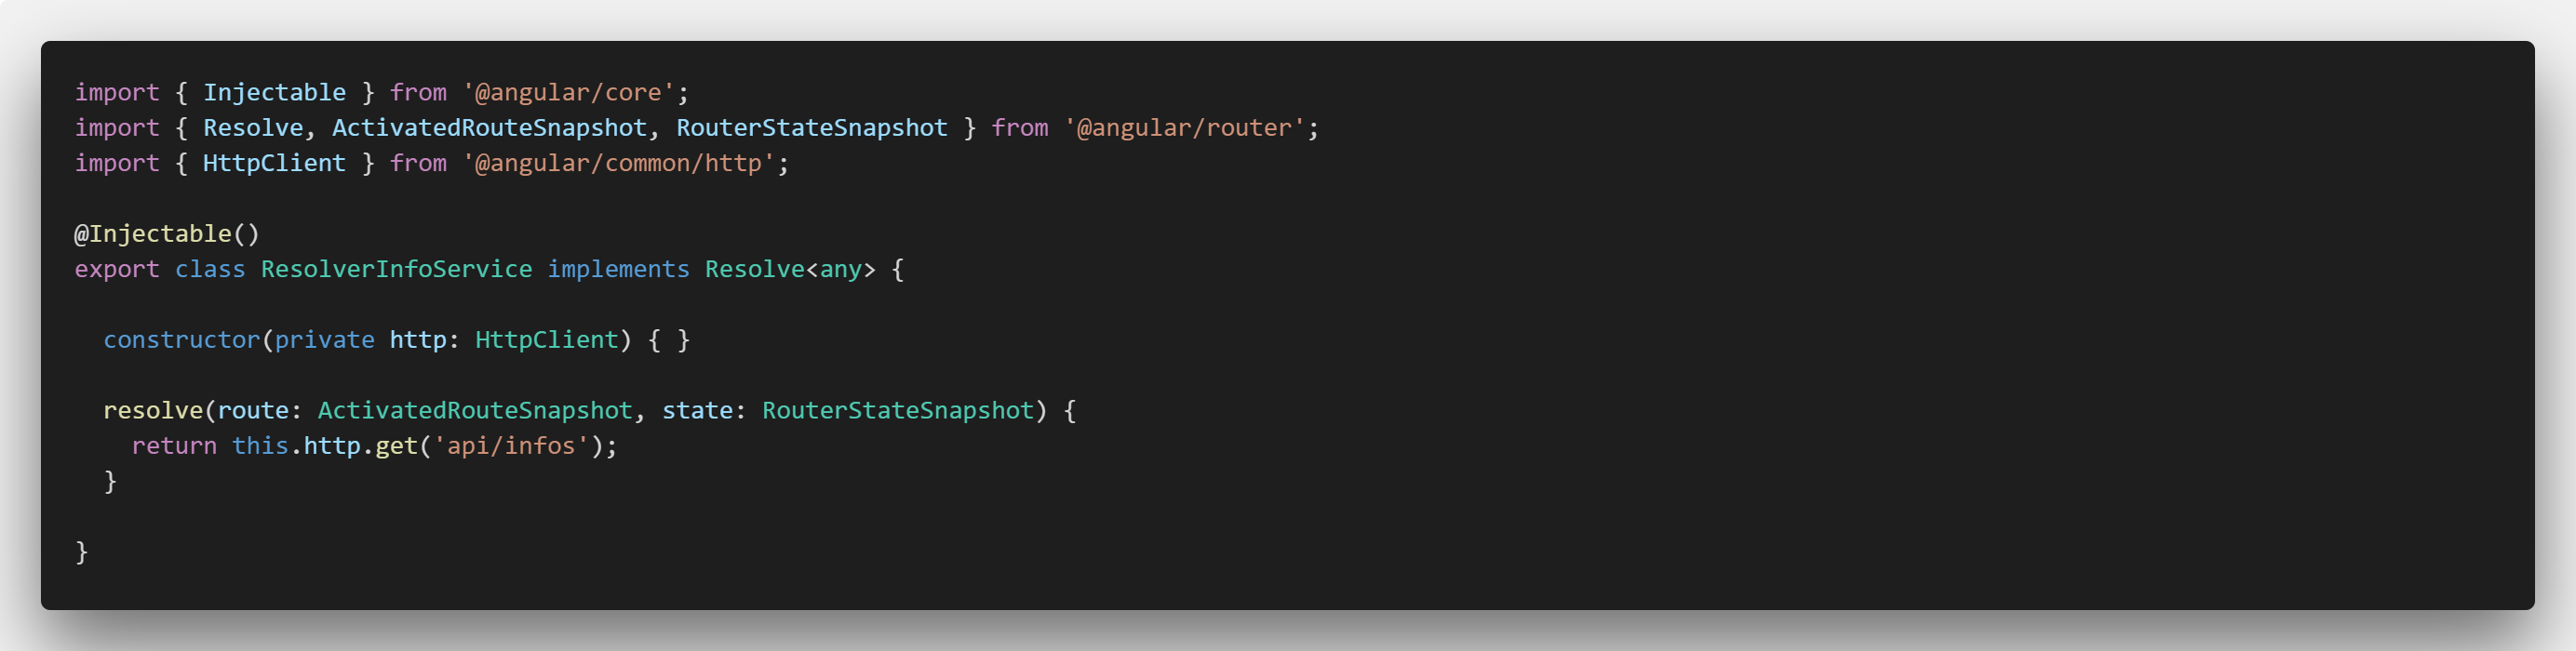 import { Injectable } from '@angular/core';
import { Resolve, ActivatedRouteSnapshot, RouterStateSnapshot } from '@angular/router';
import { HttpClient } from '@angular/common/http';
@Injectable()
export class ResolverInfoService implements Resolve<any> {
constructor(private http: HttpClient) { }
resolve(route: ActivatedRouteSnapshot, state: RouterStateSnapshot) {
return this.http.get('api/infos');
}
}